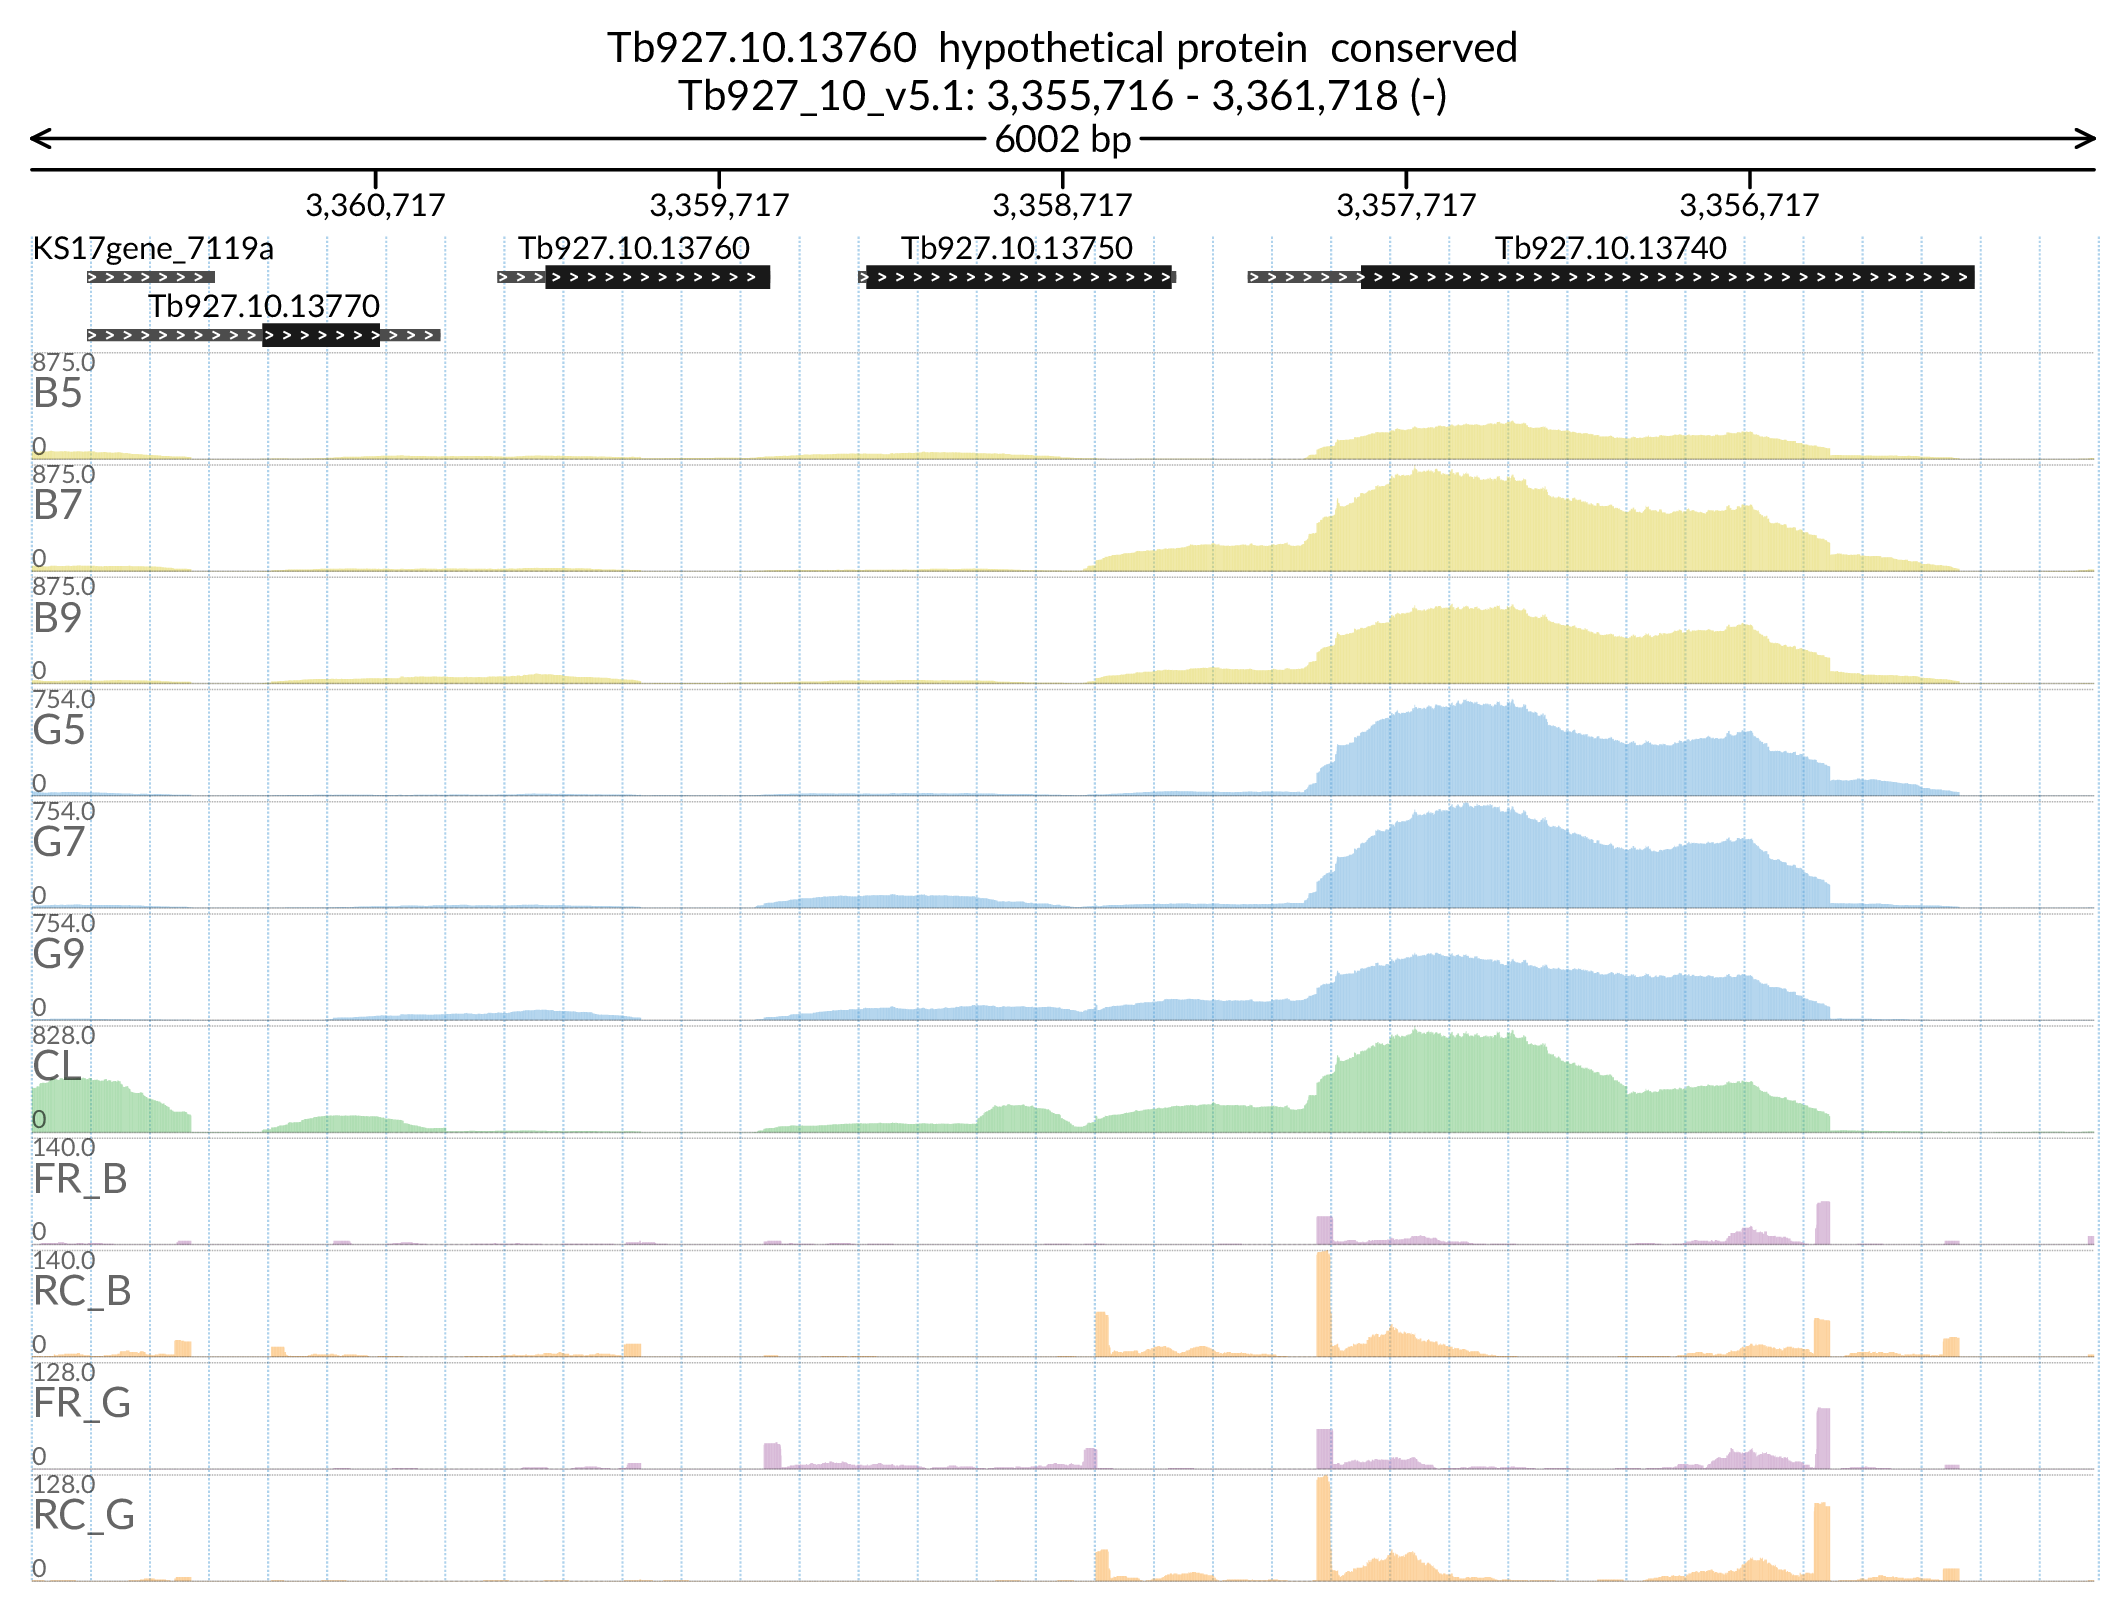 Tb927.10.13760  hypothetical protein  conserved
Tb927_10_v5.1: 3,355,716 - 3,361,718 (-)
6002 bp
3,360,717 3,359,717 3,358,717 3,357,717 3,356,717
KS17gene_7119a Tb927.10.13760 Tb927.10.13750 Tb927.10.13740
Tb927.10.13770
875.0
B5
0
875.0
B7
0
875.0
B9
0
754.0
G5
0
754.0
G7
0
754.0
G9
0
828.0
CL
0
140.0
FR_B
0
140.0
RC_B
0
128.0
FR_G
0
128.0
RC_G
0